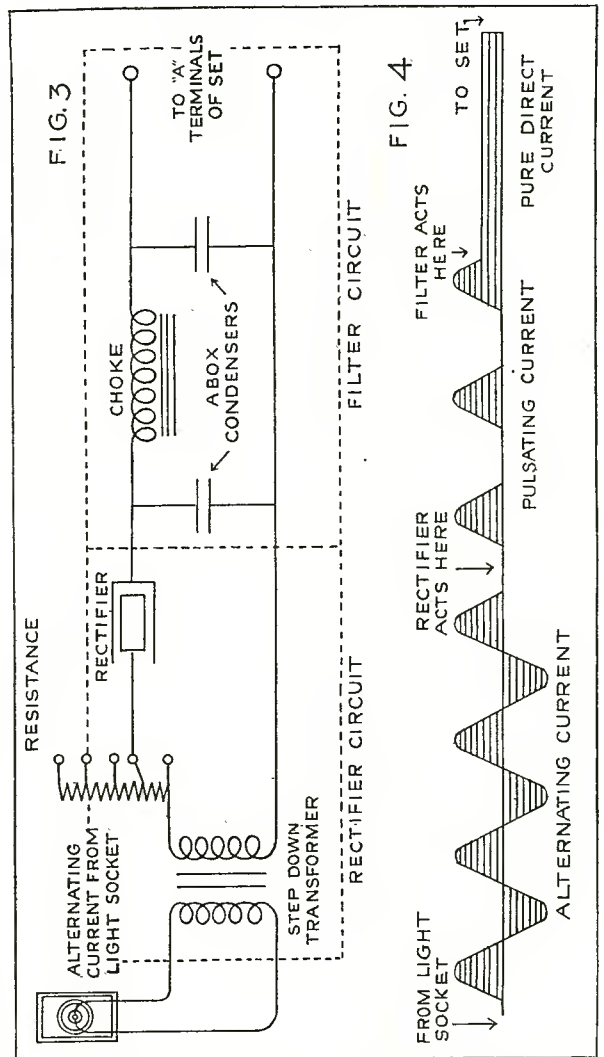 FIG. 3
RESISTANCE
ALTERNATING
CURRENT FROM
LIGHT SOCKET
RECTIFIER
CHOKE
ABOX
CONDENSERS
TO "A"
TERMINALS
OF SET
STEP DOWN
TRANSFORMER
RECTIFIER CIRCUIT
FILTER CIRCUIT
FIG. 4
FROM LIGHT
SOCKET
RECTIFIER
ACTS HERE
FILTER ACTS
HERE
TO SET
ALTERNATING CURRENT
PULSATING CURRENT
PURE DIRECT
CURRENT